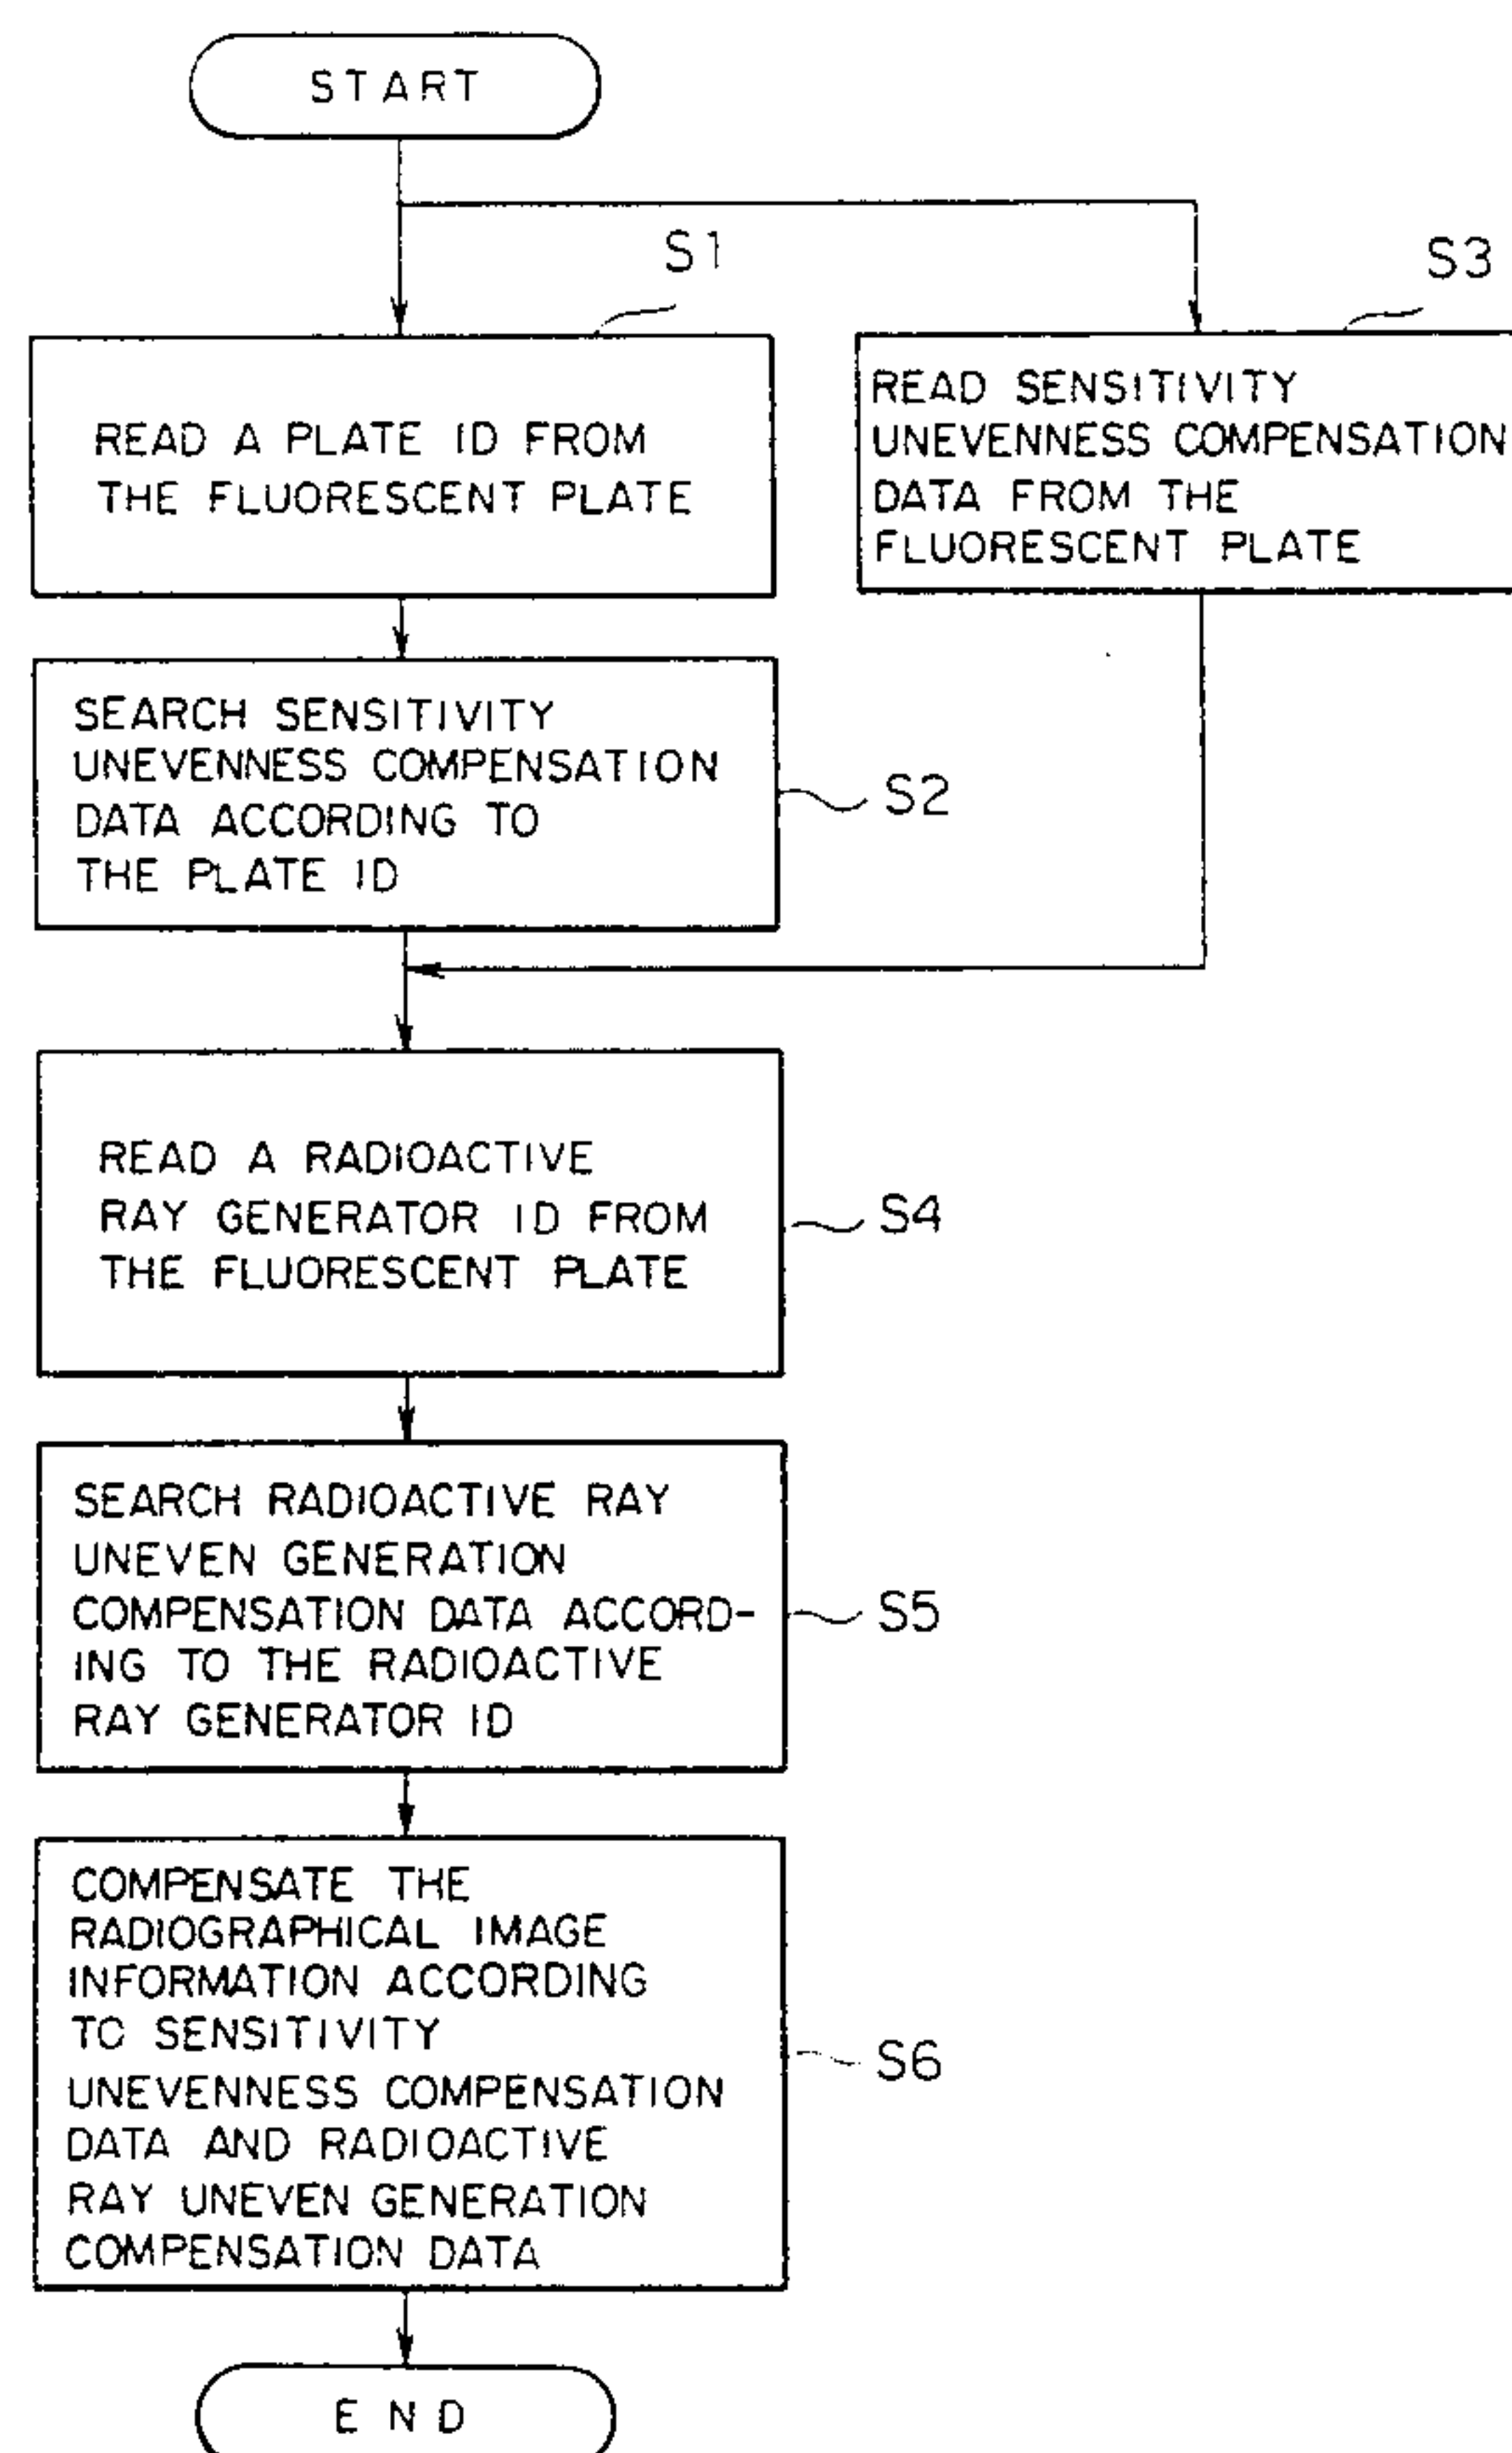 START
S1
S3
READ A PLATE ID FROM
THE FLUORESCENT PLATE
READ SENSITIVITY
UNEVENNESS COMPENSATION
DATA FROM THE
FLUORESCENT PLATE
SEARCH SENSITIVITY
UNEVENNESS COMPENSATION
DATA ACCORDING TO
THE PLATE ID
S2
READ A RADIOACTIVE
RAY GENERATOR ID FROM
THE FLUORESCENT PLATE
S4
SEARCH RADIOACTIVE RAY
UNEVEN GENERATION
COMPENSATION DATA ACCORD-
ING TO THE RADIOACTIVE
RAY GENERATOR ID
S5
COMPENSATE THE
RADIOGRAPHICAL IMAGE
INFORMATION ACCORDING
TO SENSITIVITY
UNEVENNESS COMPENSATION
DATA AND RADIOACTIVE
RAY UNEVEN GENERATION
COMPENSATION DATA
S6
END